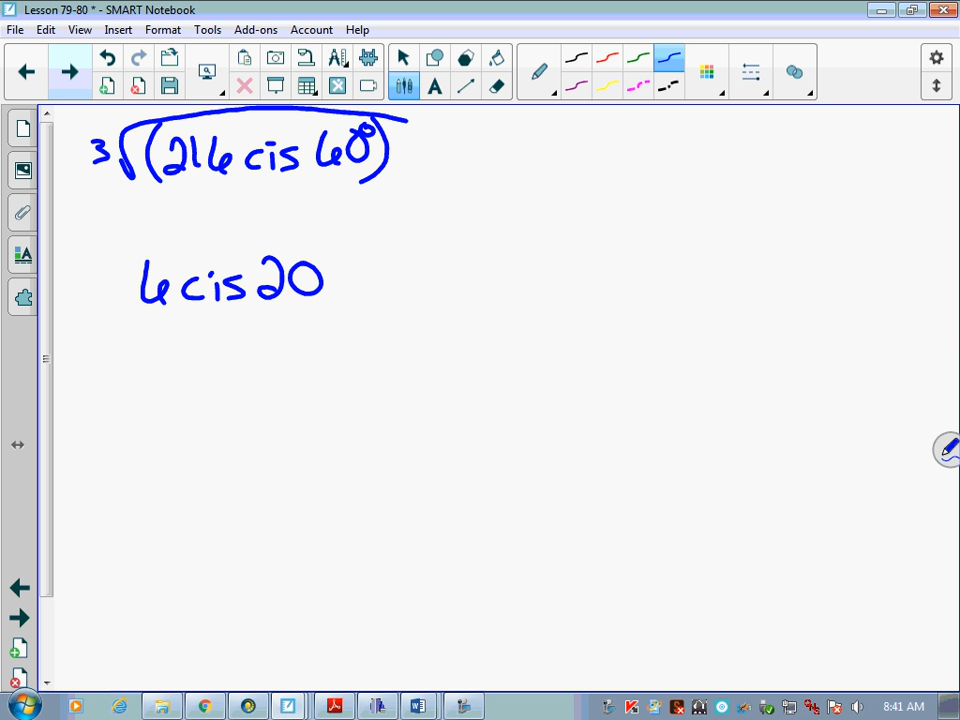 Lesson 79-80 * - SMART Notebook
File Edit View Insert Format Tools Add-ons Account Help
3√(216 cis 60°)
6 cis 20
8:41 AM